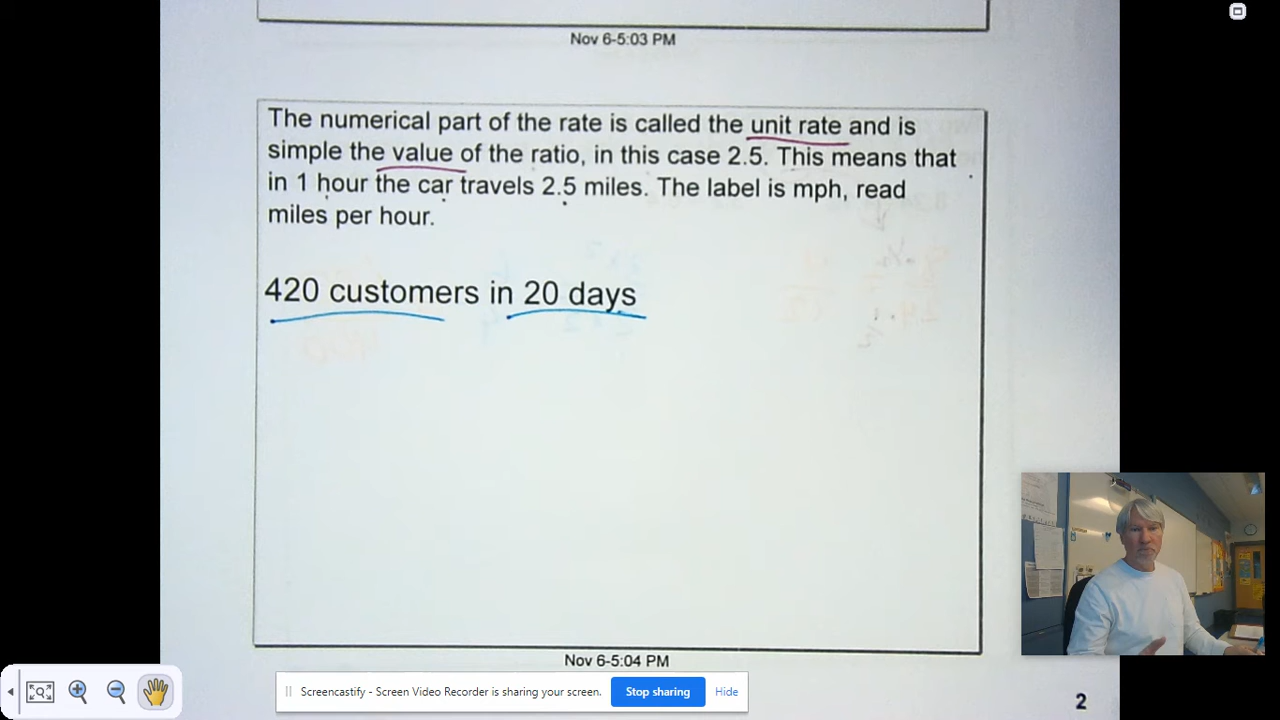 Nov 6-5:03 PM
The numerical part of the rate is called the unit rate and is
simple the value of the ratio, in this case 2.5. This means that
in 1 hour the car travels 2.5 miles. The label is mph, read
miles per hour.
420 customers in 20 days
Nov 6-5:04 PM
Screencastify - Screen Video Recorder is sharing your screen.
Stop sharing
Hide
2